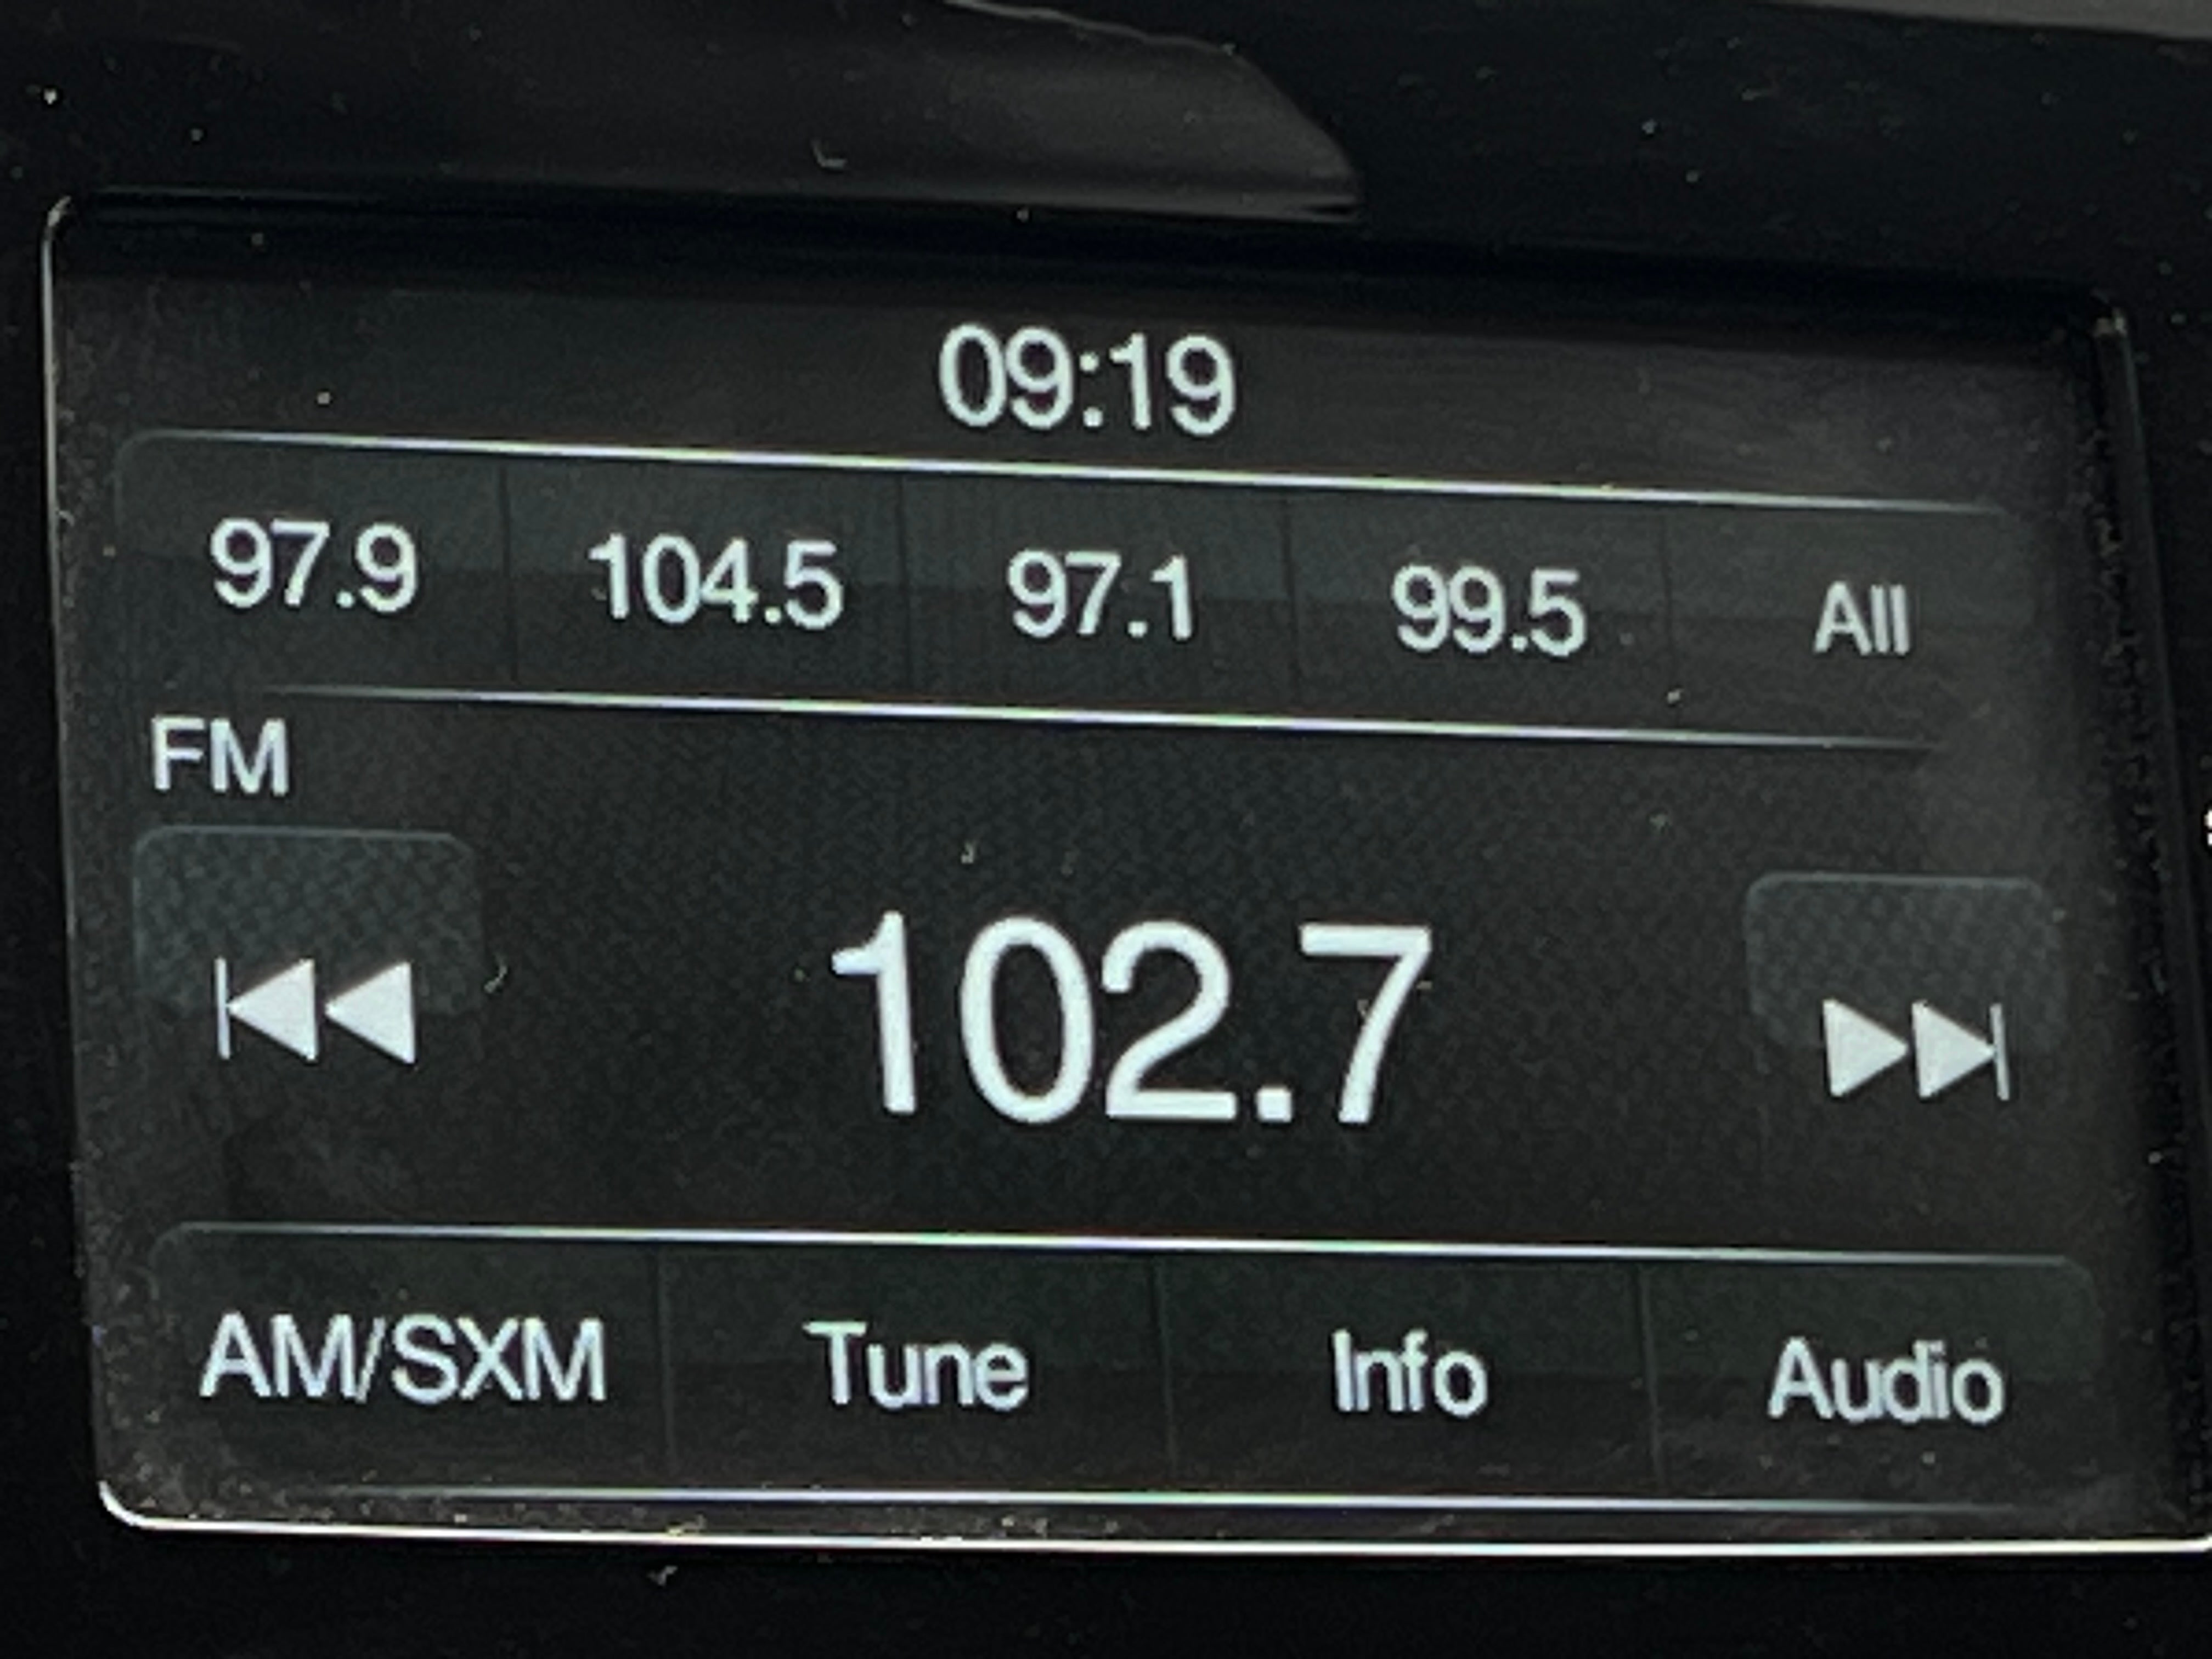 09:19
97.9 104.5 97.1 99.5 All
FM
102.7
AM/SXM Tune Info Audio